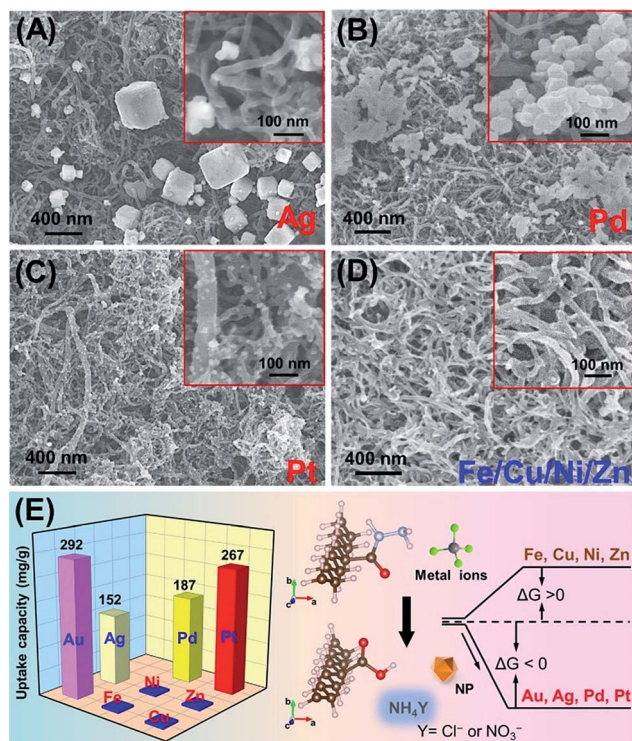 (A)
100 nm
400 nm
Ag
(B)
100 nm
400 nm
Pd
(C)
100 nm
400 nm
Pt
(D)
100 nm
400 nm
Fe/Cu/Ni/Zn
(E)
Uptake capacity (mg/g)
292
152
187
267
Au
Ag
Pd
Pt
Fe
Ni
Cu
Zn
b
c
a
Metal ions
b
c
a
NH₄Y
Y= Cl⁻ or NO₃⁻
NP
Fe, Cu, Ni, Zn
ΔG >0
ΔG < 0
Au, Ag, Pd, Pt